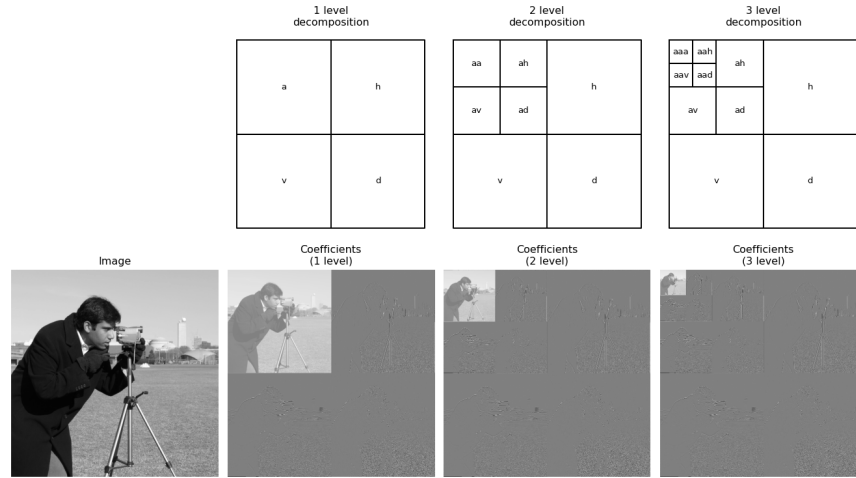 1 level
decomposition
2 level
decomposition
3 level
decomposition
a
h
v
d
aa
ah
av
ad
h
v
d
aaa
aah
aav
aad
ah
av
ad
h
v
d
Image
Coefficients
(1 level)
Coefficients
(2 level)
Coefficients
(3 level)